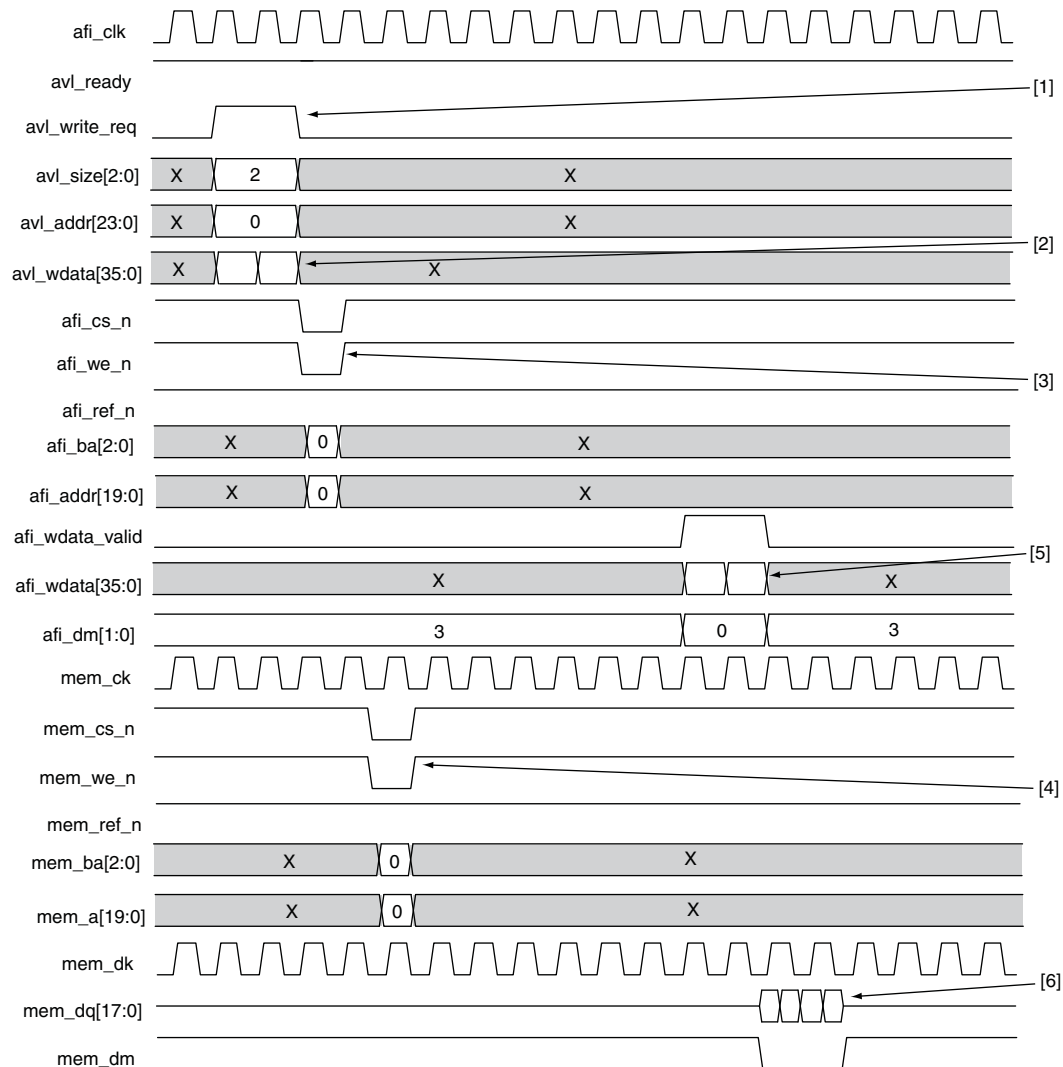 afi_clk
avl_ready
[1]
avl_write_req
avl_size[2:0] X 2 X
avl_addr[23:0] X 0 X
[2]
avl_wdata[35:0] X X
afi_cs_n
afi_we_n
[3]
afi_ref_n
afi_ba[2:0] X 0 X
afi_addr[19:0] X 0 X
afi_wdata_valid
[5]
afi_wdata[35:0] X X
afi_dm[1:0] 3 0 3
mem_ck
mem_cs_n
mem_we_n
[4]
mem_ref_n
mem_ba[2:0] X 0 X
mem_a[19:0] X 0 X
mem_dk
[6]
mem_dq[17:0]
mem_dm